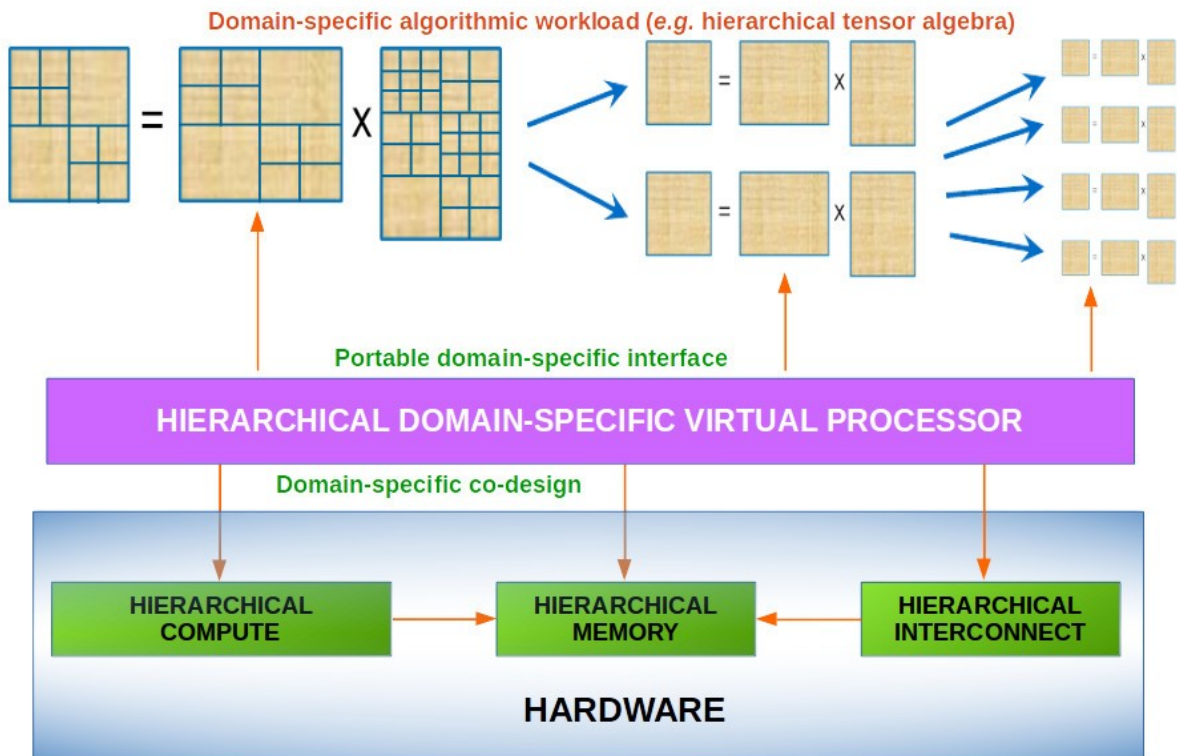 Domain-specific algorithmic workload (e.g. hierarchical tensor algebra)
= X
= X
= X
= x
= x
= x
= x
Portable domain-specific interface
HIERARCHICAL DOMAIN-SPECIFIC VIRTUAL PROCESSOR
Domain-specific co-design
HIERARCHICAL
COMPUTE
HIERARCHICAL
MEMORY
HIERARCHICAL
INTERCONNECT
HARDWARE